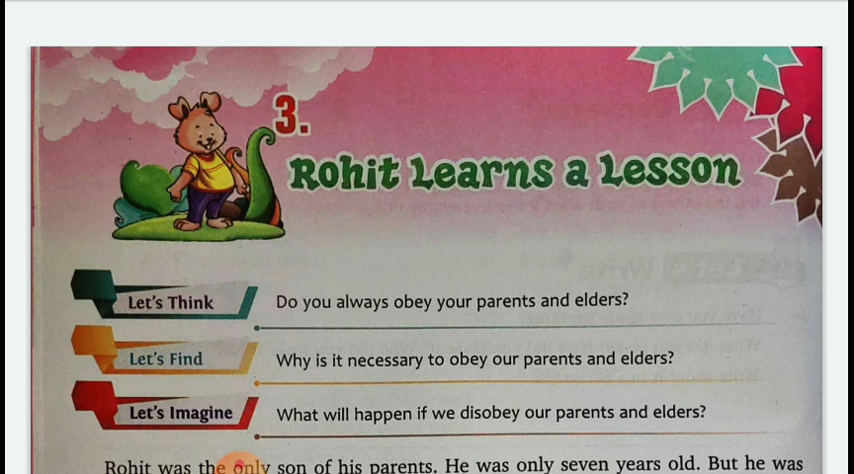 3.
Rohit Learns a Lesson
Let's Think Do you always obey your parents and elders?
Let's Find Why is it necessary to obey our parents and elders?
Let's Imagine What will happen if we disobey our parents and elders?
Rohit was the only son of his parents. He was only seven years old. But he was